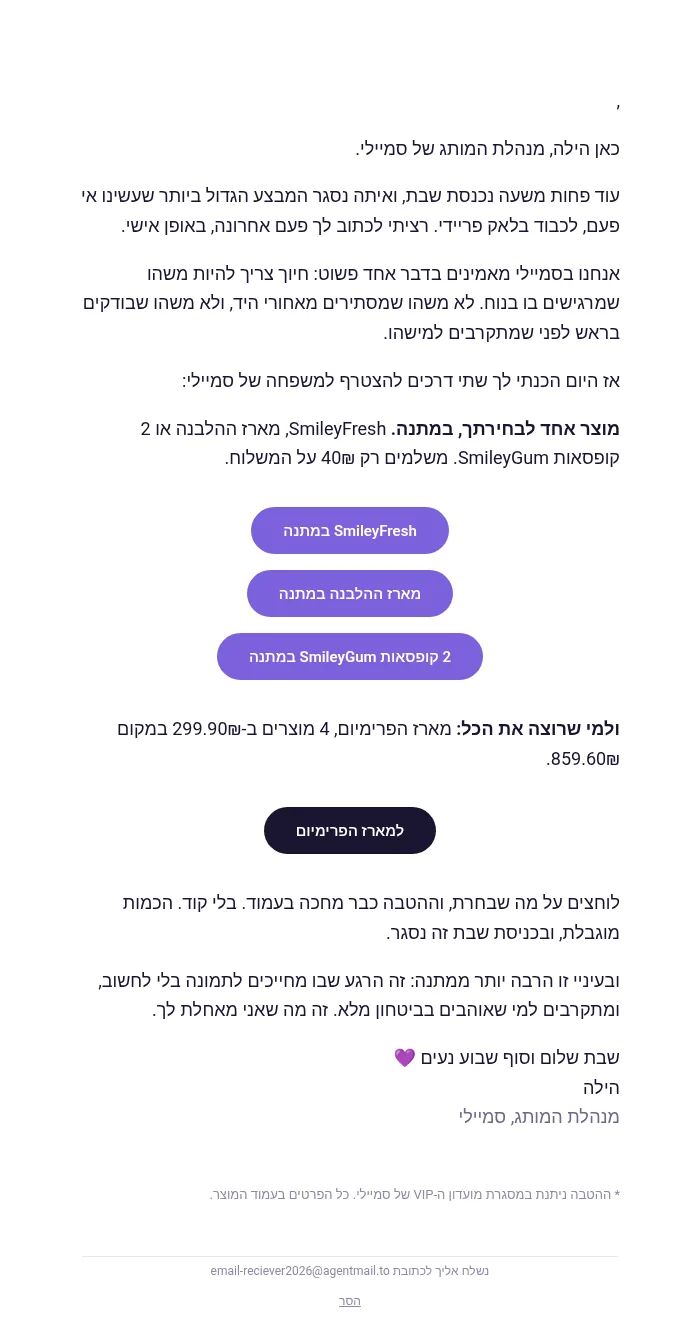 ,
כאן הילה, מנהלת המותג של סמיילי.
עוד פחות משעה נכנסת שבת, ואיתה נסגר המבצע הגדול ביותר שעשינו אי
פעם, לכבוד בלאק פריידי. רציתי לכתוב לך פעם אחרונה, באופן אישי.
אנחנו בסמיילי מאמינים בדבר אחד פשוט: חיוך צריך להיות משהו
שמרגישים בו בנוח. לא משהו שמסתירים מאחורי היד, ולא משהו שבודקים
בראש לפני שמתקרבים למישהו.
אז היום הכנתי לך שתי דרכים להצטרף למשפחה של סמיילי:
מוצר אחד לבחירתך, במתנה. SmileyFresh, מארז ההלבנה או 2
קופסאות SmileyGum. משלמים רק ₪40 על המשלוח.
SmileyFresh במתנה
מארז ההלבנה במתנה
2 קופסאות SmileyGum במתנה
ולמי שרוצה את הכל: מארז הפרימיום, 4 מוצרים ב-₪299.90 במקום
₪859.60.
למארז הפרימיום
לוחצים על מה שבחרת, וההטבה כבר מחכה בעמוד. בלי קוד. הכמות
מוגבלת, ובכניסת שבת זה נסגר.
ובעיניי זו הרבה יותר ממתנה: זה הרגע שבו מחייכים לתמונה בלי לחשוב,
ומתקרבים למי שאוהבים בביטחון מלא. זה מה שאני מאחלת לך.
שבת שלום וסוף שבוע נעים 💜
הילה
מנהלת המותג, סמיילי
* ההטבה ניתנת במסגרת מועדון ה-VIP של סמיילי. כל הפרטים בעמוד המוצר.
נשלח אליך לכתובת email-reciever2026@agentmail.to
הסר